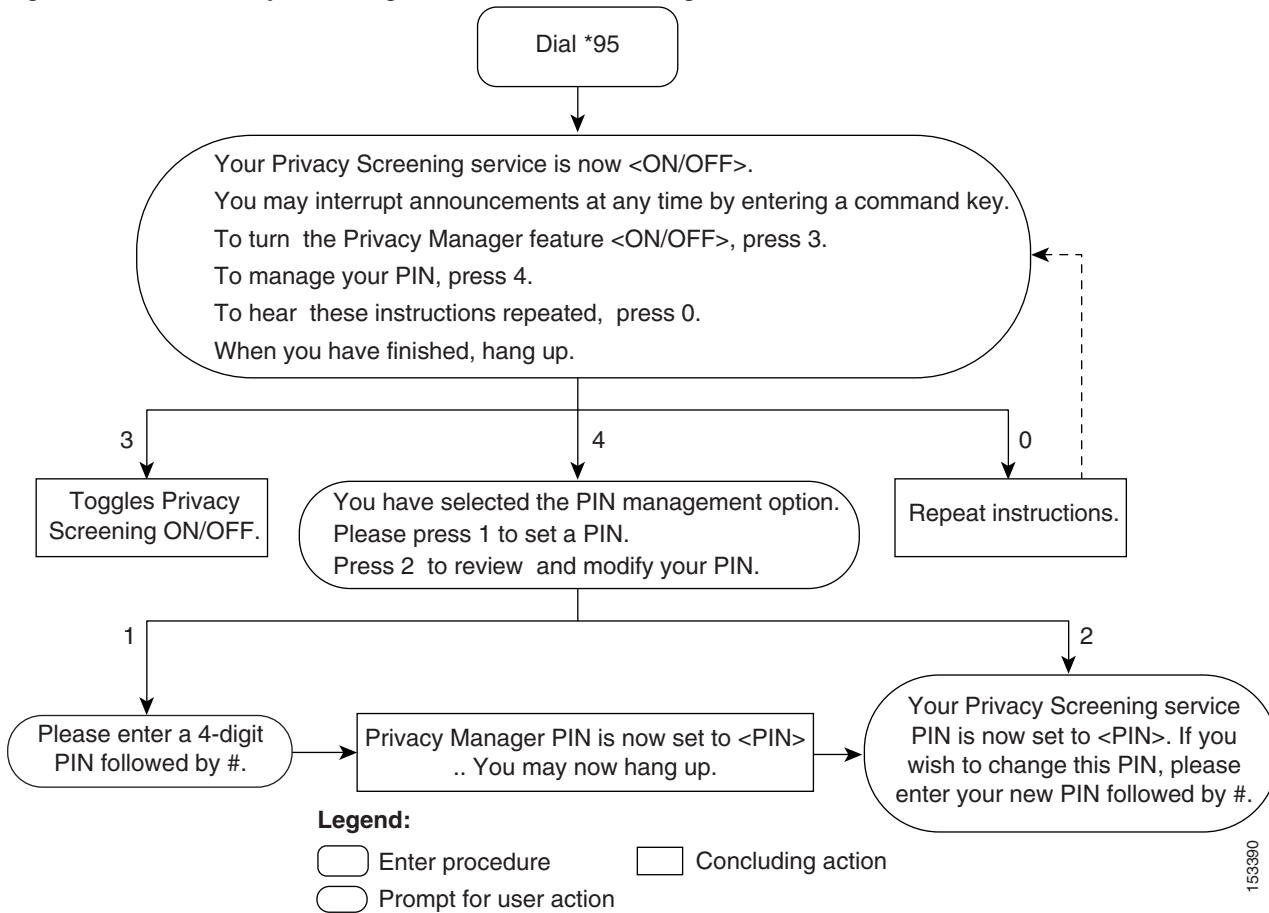 Dial *95
Your Privacy Screening service is now <ON/OFF>.
You may interrupt announcements at any time by entering a command key.
To turn the Privacy Manager feature <ON/OFF>, press 3.
To manage your PIN, press 4.
To hear these instructions repeated, press 0.
When you have finished, hang up.
3
4
0
Toggles Privacy
Screening ON/OFF.
You have selected the PIN management option.
Please press 1 to set a PIN.
Press 2 to review and modify your PIN.
Repeat instructions.
1
2
Please enter a 4-digit
PIN followed by #.
Privacy Manager PIN is now set to <PIN>
.. You may now hang up.
Your Privacy Screening service
PIN is now set to <PIN>. If you
wish to change this PIN, please
enter your new PIN followed by #.
Legend:
Enter procedure
Concluding action
Prompt for user action
153390